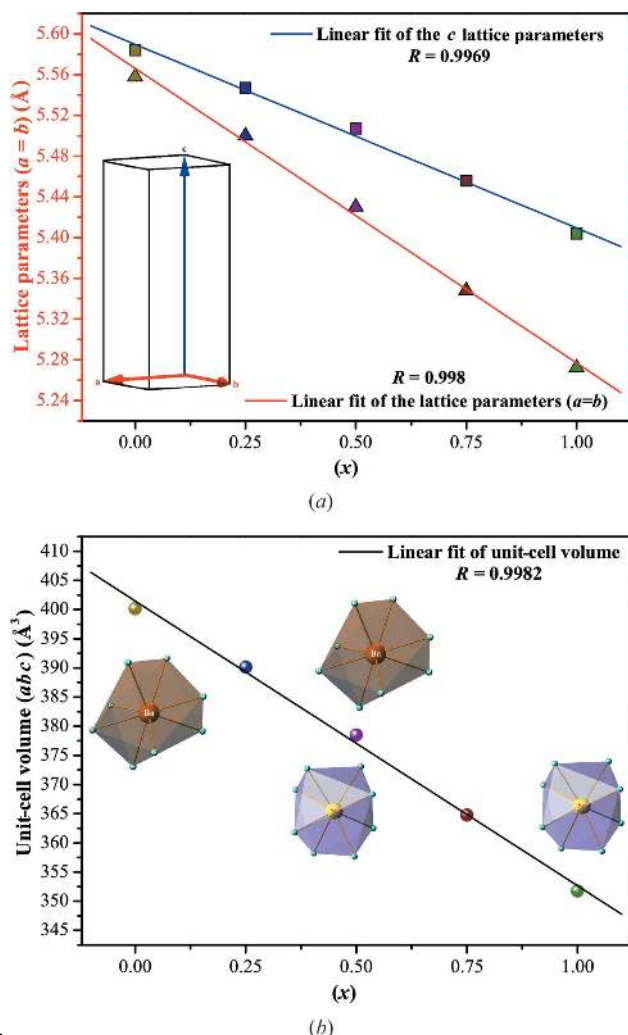 Linear fit of the c lattice parameters
R = 0.9969
5.60
5.56
5.52
5.48
5.44
5.40
5.36
5.32
5.28
5.24
Lattice parameters (a = b) (Å)
c
a
b
R = 0.998
Linear fit of the lattice parameters (a=b)
0.00 0.25 0.50 0.75 1.00
(x)
(a)
Linear fit of unit-cell volume
R = 0.9982
410
405
400
395
390
385
380
375
370
365
360
355
350
345
Unit-cell volume (abc) (Å³)
Ba
Ba
0.00 0.25 0.50 0.75 1.00
(x)
(b)